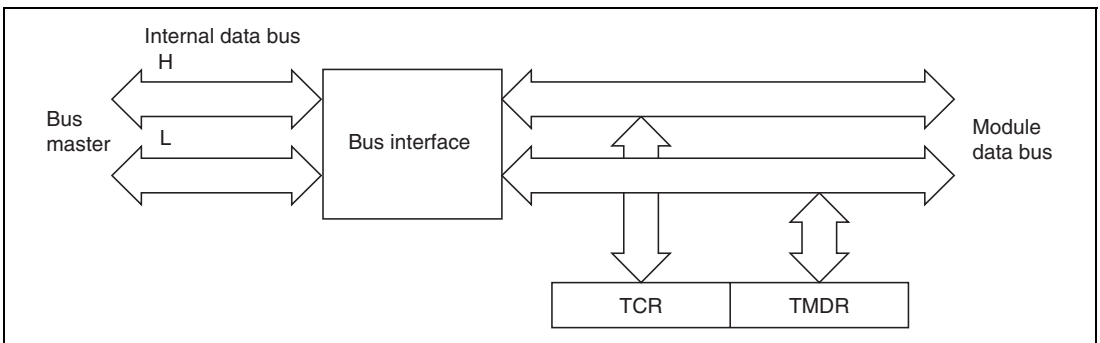 Internal data bus
H
Bus
master
L
Bus interface
Module
data bus
TCR
TMDR